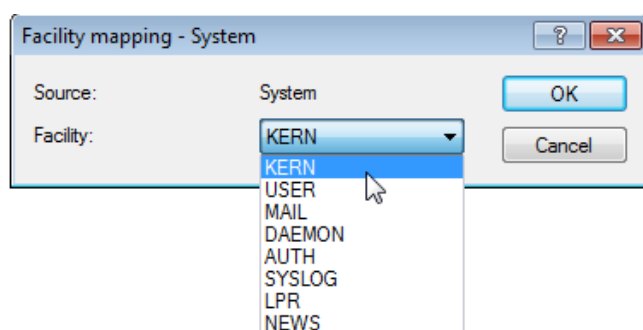 Facility mapping - System
Source: System OK
Facility: KERN Cancel
KERN
USER
MAIL
DAEMON
AUTH
SYSLOG
LPR
NEWS